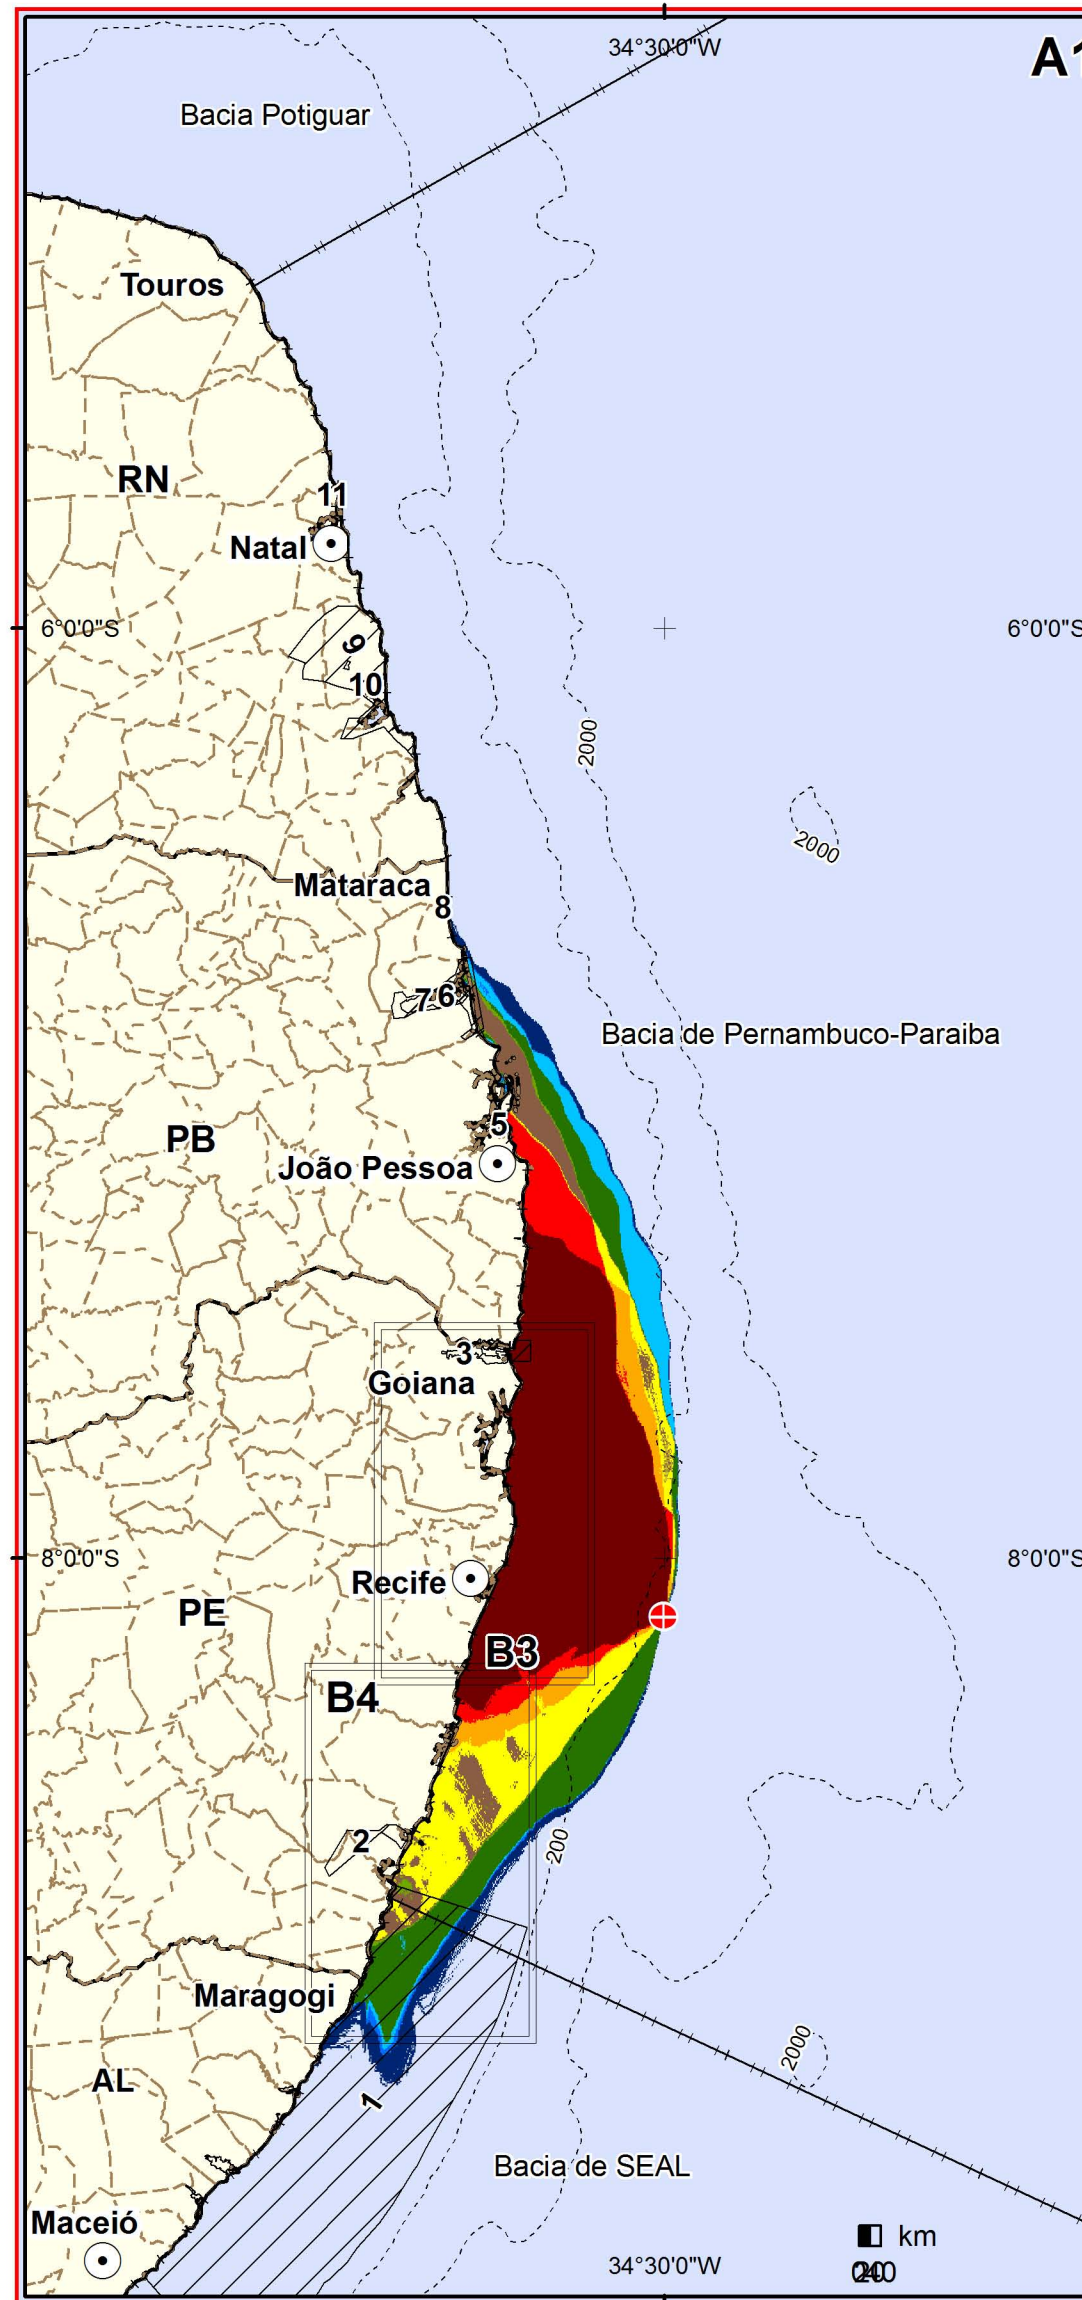 34°30'0"W
A1
Bacia Potiguar
Touros
RN
11
Natal
6°0'0"S
6°0'0"S
9
10
2000
2000
Mataraca
8
7
6
Bacia de Pernambuco-Paraiba
5
PB
João Pessoa
3
Goiana
8°0'0"S
8°0'0"S
Recife
PE
B3
B4
2
200
Maragogi
2000
AL
1
Bacia de SEAL
Maceió
km
34°30'0"W